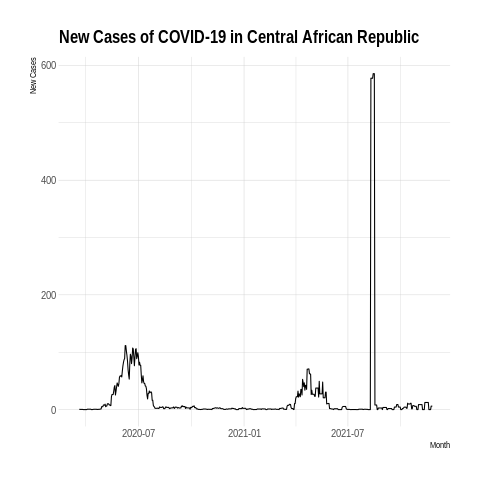 New Cases of COVID-19 in Central African Republic
New Cases
600
400
200
0
2020-07
2021-01
2021-07
Month